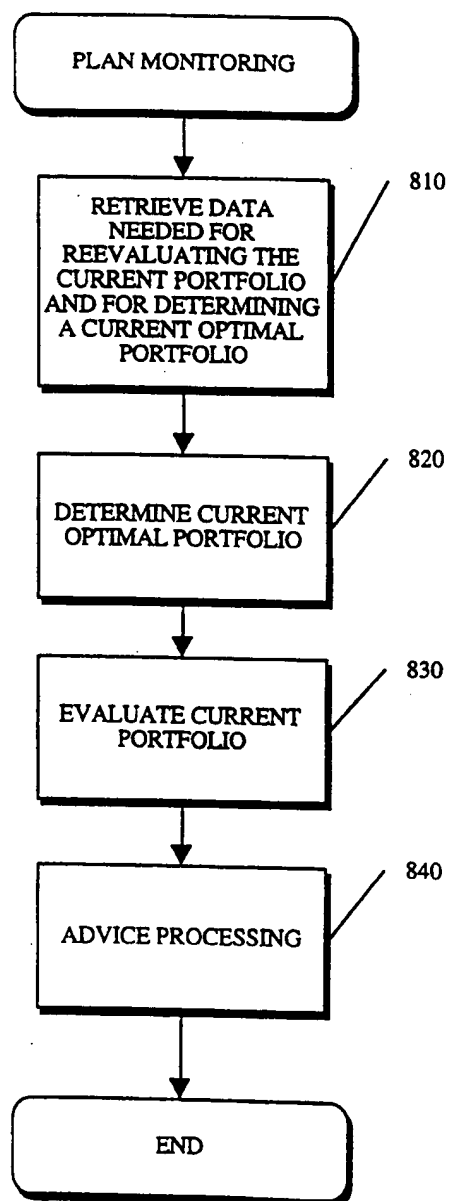 PLAN MONITORING
810
RETRIEVE DATA
NEEDED FOR
REEVALUATING THE
CURRENT PORTFOLIO
AND FOR DETERMINING
A CURRENT OPTIMAL
PORTFOLIO
820
DETERMINE CURRENT
OPTIMAL PORTFOLIO
830
EVALUATE CURRENT
PORTFOLIO
840
ADVICE PROCESSING
END